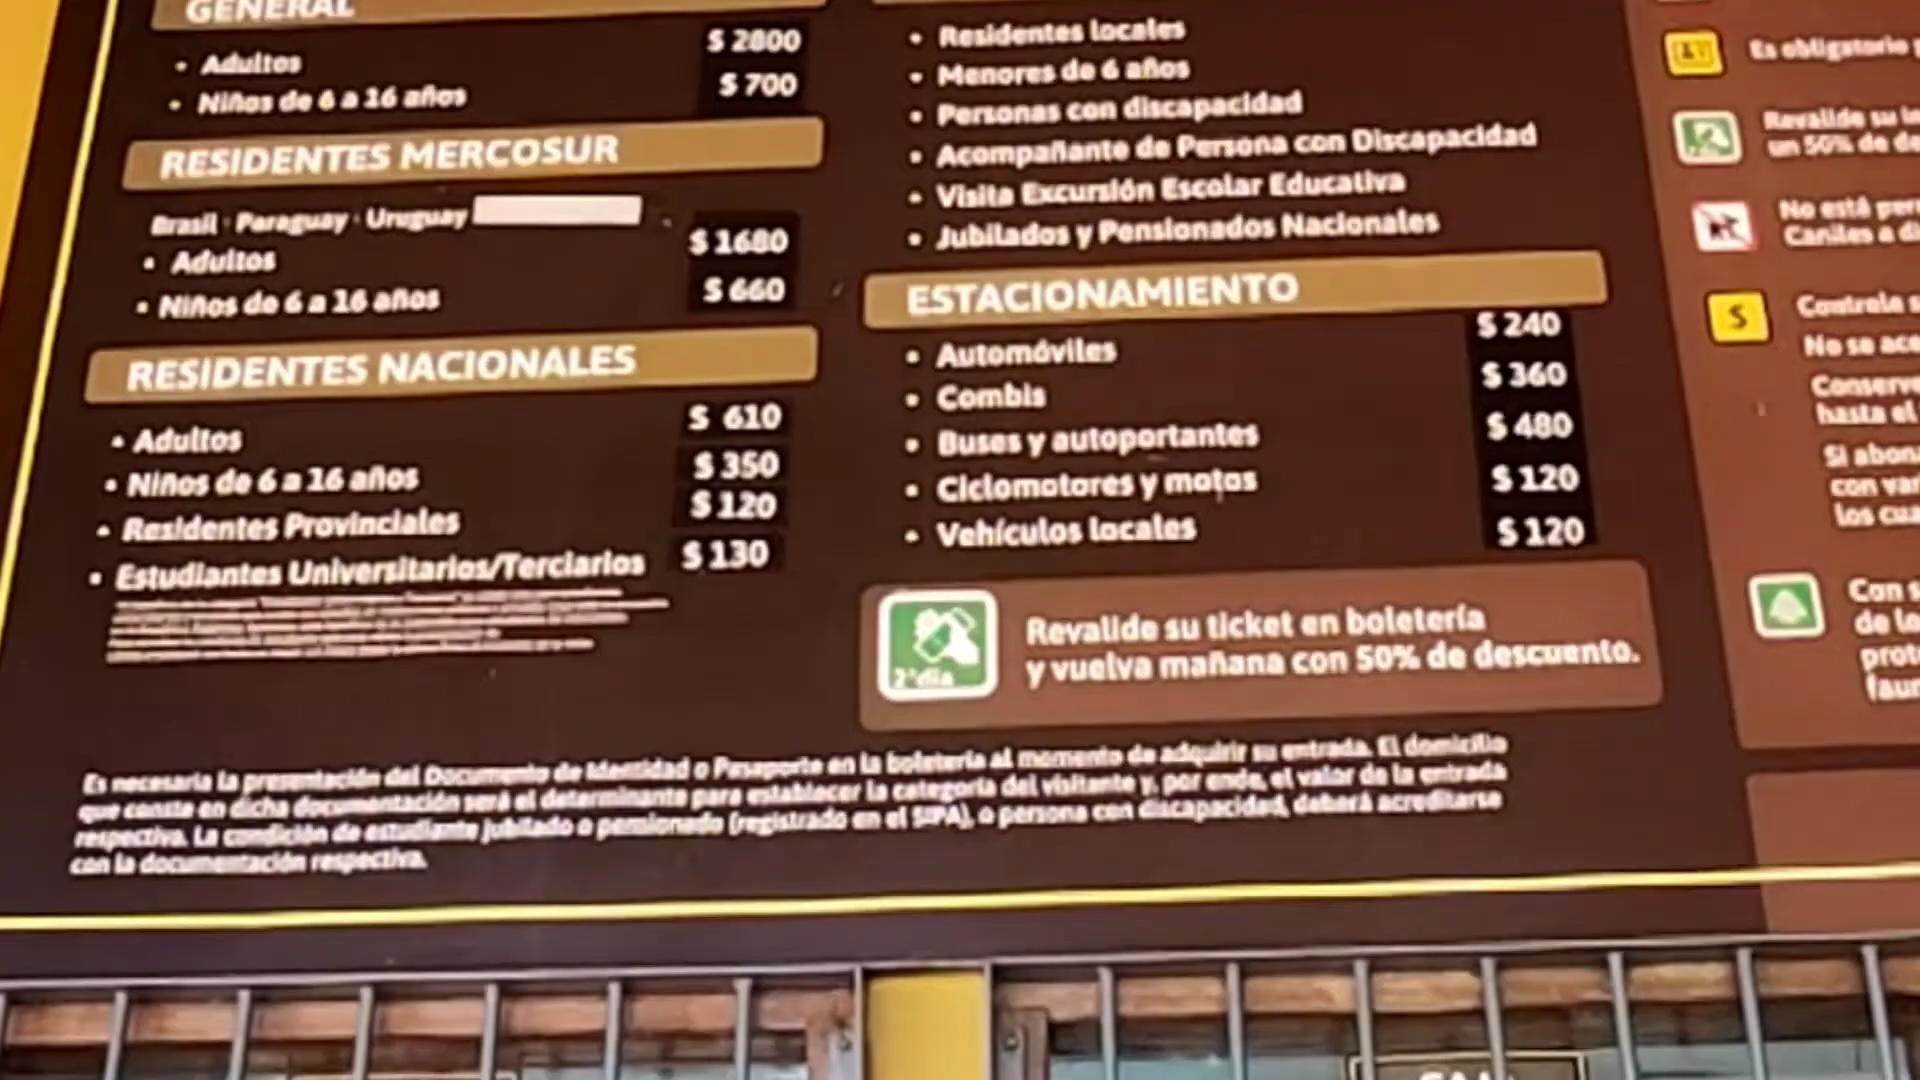 GENERAL
• Adultos $ 2800
• Niños de 6 a 16 años $ 700
RESIDENTES MERCOSUR
Brasil · Paraguay · Uruguay
• Adultos $ 1680
• Niños de 6 a 16 años $ 660
RESIDENTES NACIONALES
• Adultos $ 610
• Niños de 6 a 16 años $ 350
• Residentes Provinciales $ 120
• Estudiantes Universitarios/Terciarios $ 130
• Residentes locales
• Menores de 6 años
• Personas con discapacidad
• Acompañante de Persona con Discapacidad
• Visita Excursión Escolar Educativa
• Jubilados y Pensionados Nacionales
ESTACIONAMIENTO
• Automóviles $ 240
• Combis $ 360
• Buses y autoportantes $ 480
• Ciclomotores y motos $ 120
• Vehículos locales $ 120
2° día
Revalide su ticket en boletería
y vuelva mañana con 50% de descuento.
Es necesaria la presentación del Documento de Identidad o Pasaporte en la boletería al momento de adquirir su entrada. El domicilio
que conste en dicha documentación será el determinante para establecer la categoría del visitante y, por ende, el valor de la entrada
respectiva. La condición de estudiante jubilado o pensionado (registrado en el SIPA), o persona con discapacidad, deberá acreditarse
con la documentación respectiva.
Es obligatorio
Revalide su
un 50% de
No está
Caniles a
$
Controle
No se
Conserve
hasta el
Si
con
los
Con
de